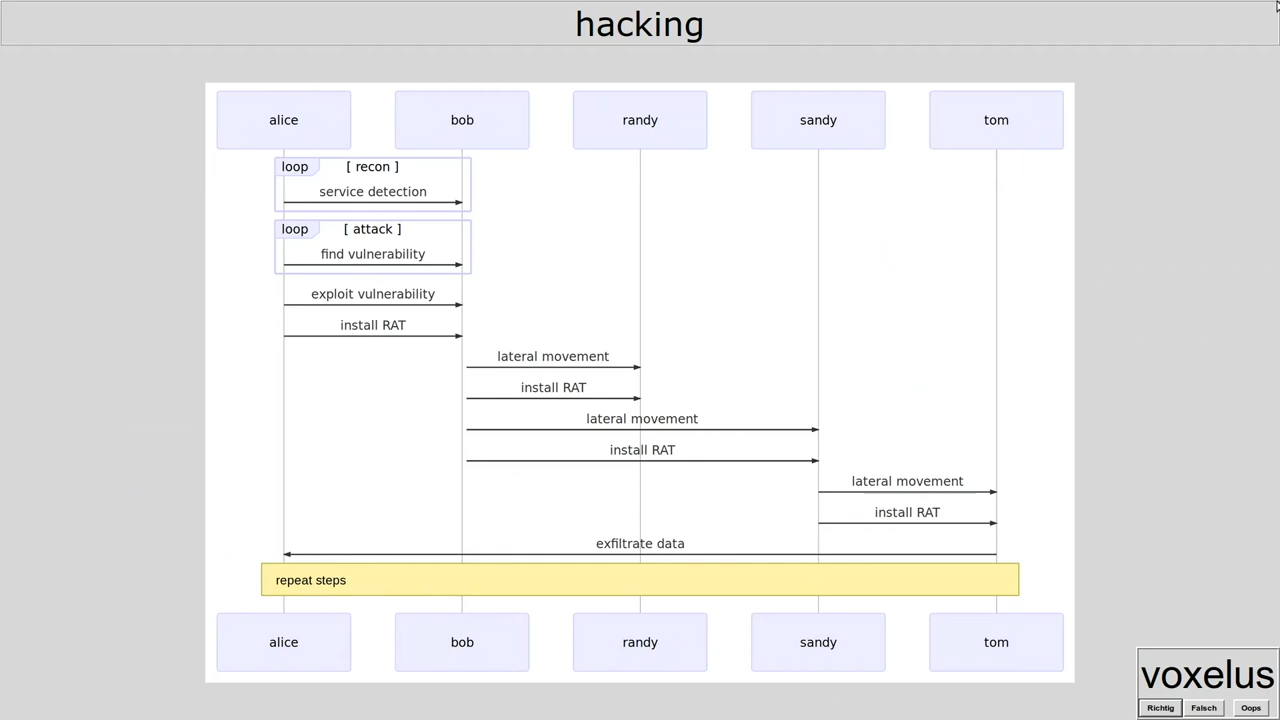 hacking
alice bob randy sandy tom
loop [ recon ]
service detection
loop [ attack ]
find vulnerability
exploit vulnerability
install RAT
lateral movement
install RAT
lateral movement
install RAT
lateral movement
install RAT
exfiltrate data
repeat steps
alice bob randy sandy tom
voxelus
Richtig Falsch Oops